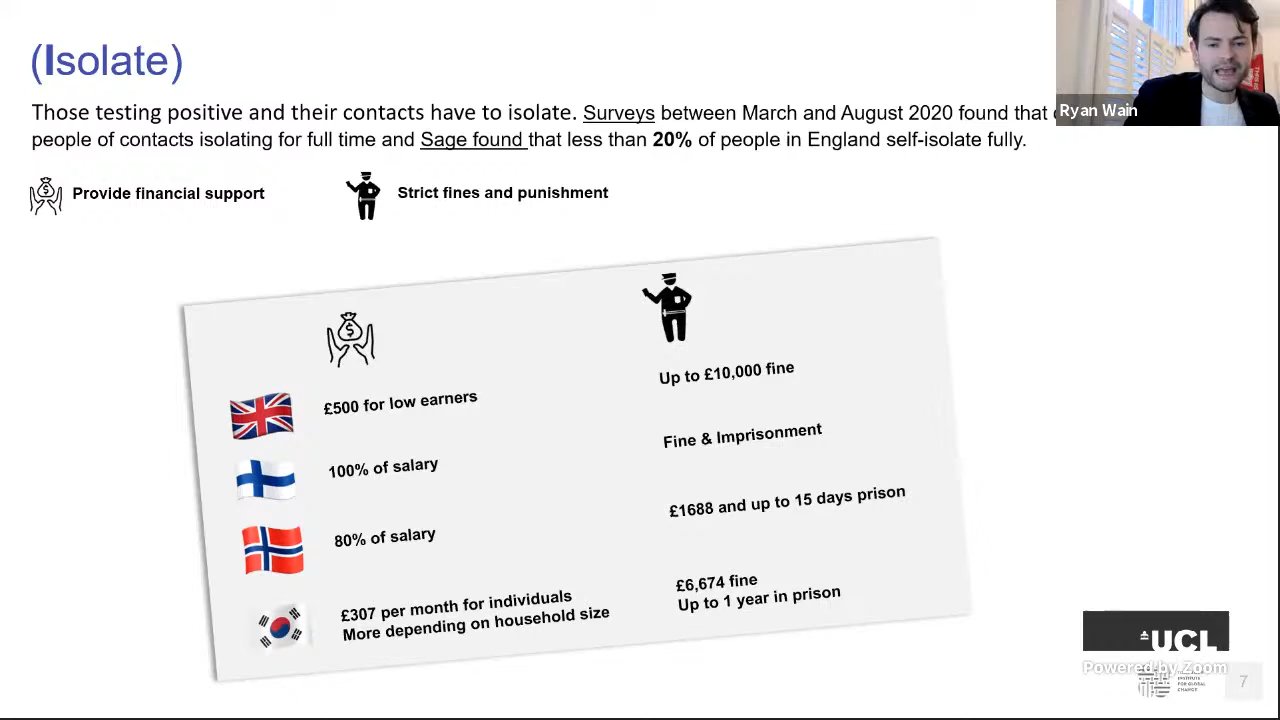 (Isolate)
Those testing positive and their contacts have to isolate. Surveys between March and August 2020 found that
people of contacts isolating for full time and Sage found that less than 20% of people in England self-isolate fully.
Ryan Wain
Provide financial support
Strict fines and punishment
£500 for low earners
Up to £10,000 fine
100% of salary
Fine & Imprisonment
80% of salary
£1688 and up to 15 days prison
£307 per month for individuals
More depending on household size
£6,674 fine
Up to 1 year in prison
UCL
Powered by Zoom
INSTITUTE
FOR GLOBAL
CHANGE
7